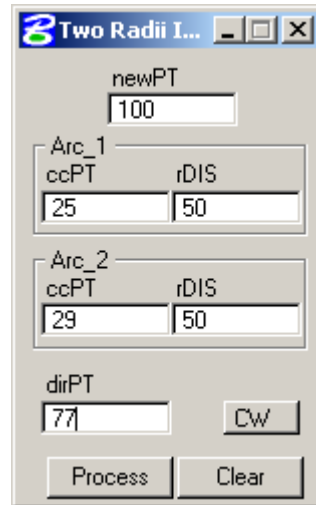 Two Radii I...
newPT
100
Arc_1
ccPT rDIS
25 50
Arc_2
ccPT rDIS
29 50
dirPT
77 CW
Process Clear